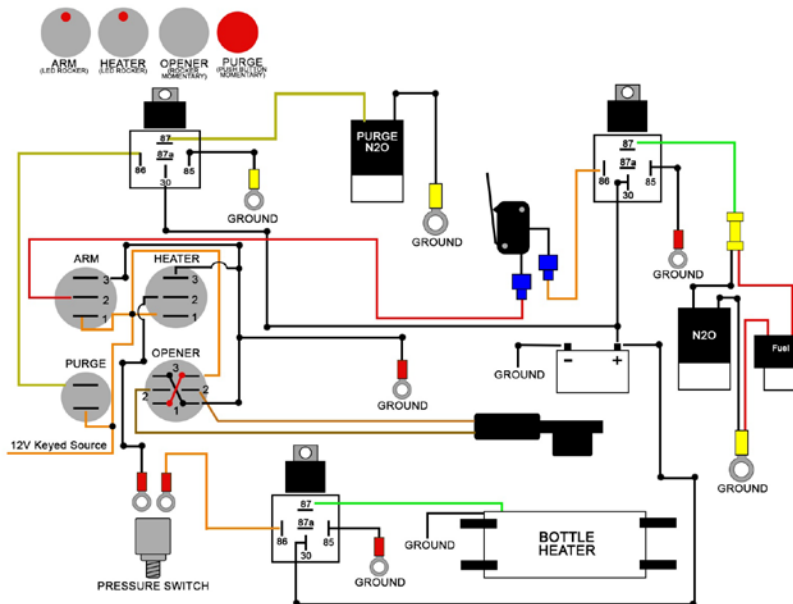 ARM
(LED ROCKER)
HEATER
(LED ROCKER)
OPENER
(ROCKER
MOMENTARY)
PURGE
(PUSH BUTTON
MOMENTARY)
87
87a
86
85
30
GROUND
PURGE
N2O
GROUND
87
87a
86
85
30
GROUND
ARM
3
2
1
HEATER
3
2
1
PURGE
OPENER
3
2
2
1
GROUND
12V Keyed Source
GROUND
-
+
N2O
Fuel
GROUND
PRESSURE SWITCH
87
87a
86
85
30
GROUND
GROUND
BOTTLE
HEATER